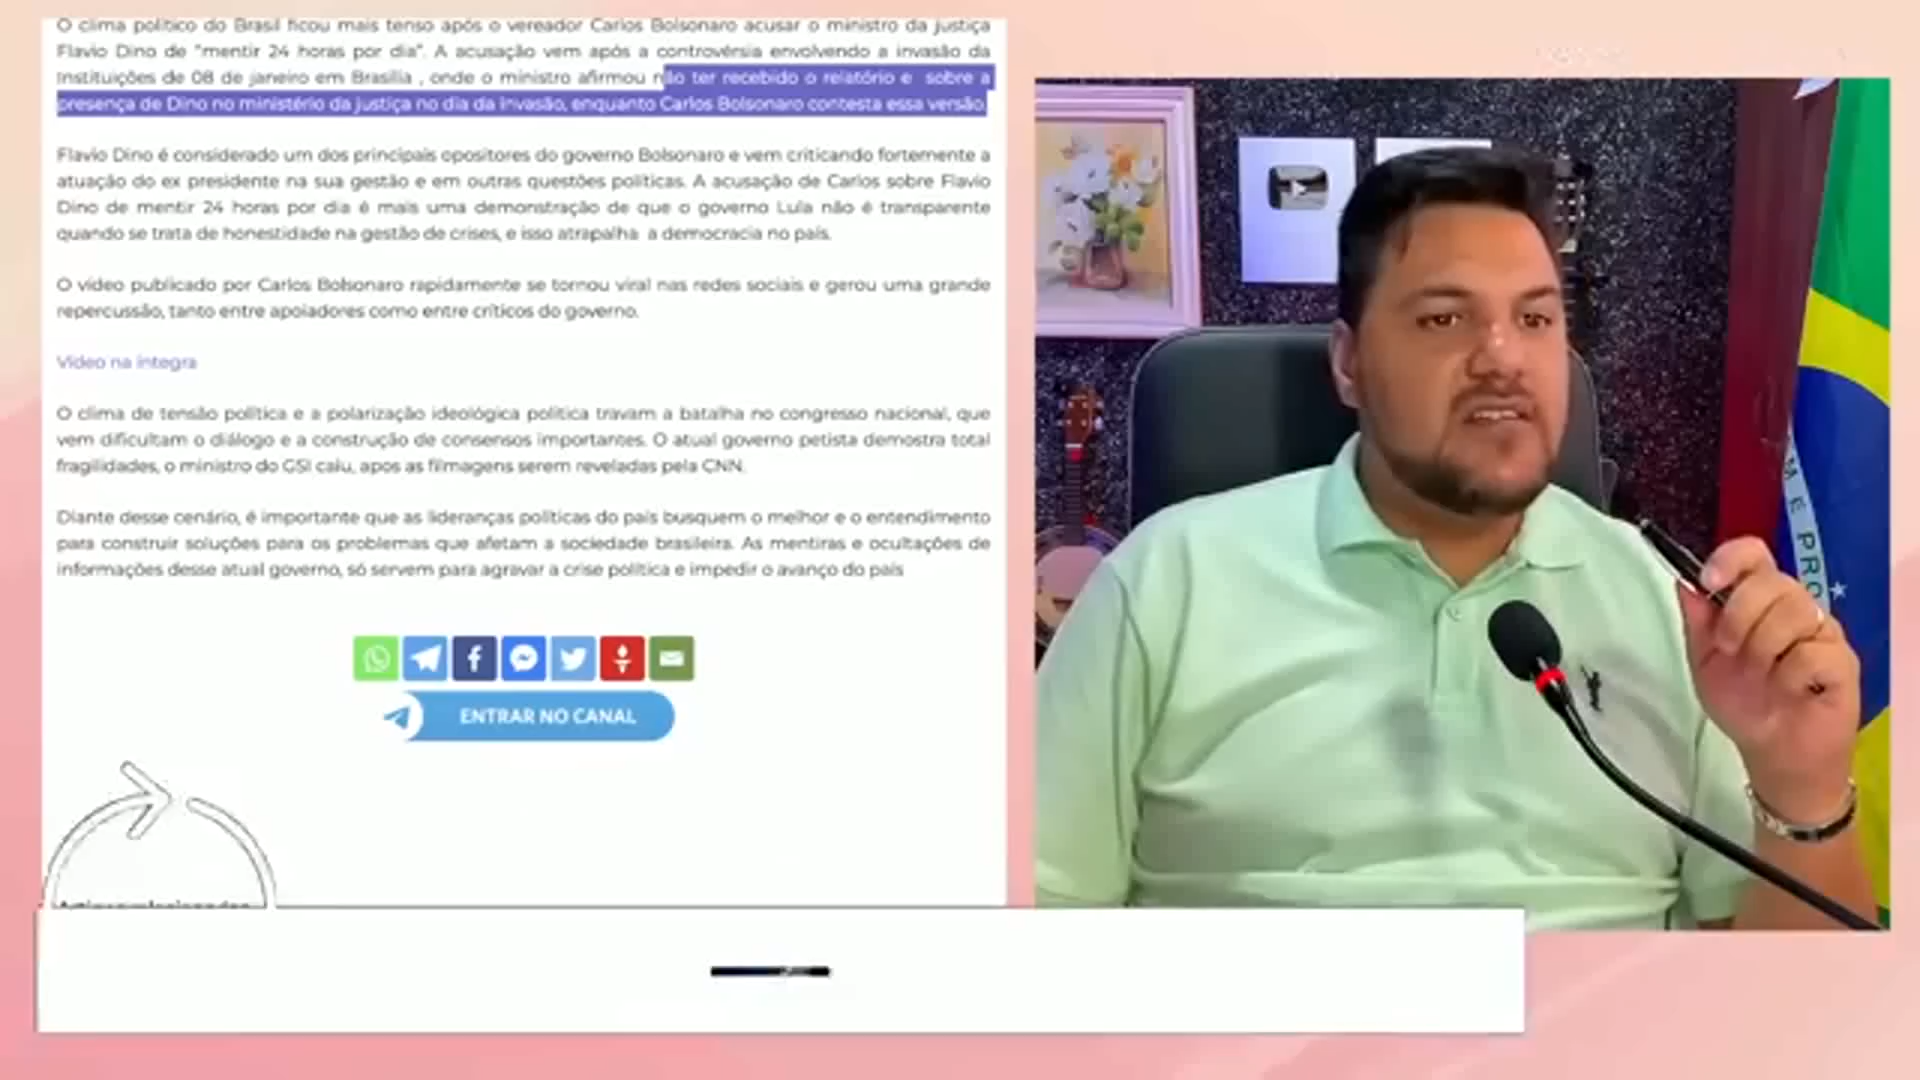 O clima político do Brasil ficou mais tenso após o vereador Carlos Bolsonaro acusar o ministro da justiça
Flavio Dino de "mentir 24 horas por dia". A acusação vem após a controvérsia envolvendo a invasão da
Instituições de 08 de janeiro em Brasília , onde o ministro afirmou não ter recebido o relatório e sobre a
presença de Dino no ministério da justiça no dia da invasão, enquanto Carlos Bolsonaro contesta essa versão.
Flavio Dino é considerado um dos principais opositores do governo Bolsonaro e vem criticando fortemente a
atuação do ex presidente na sua gestão e em outras questões políticas. A acusação de Carlos sobre Flavio
Dino de mentir 24 horas por dia é mais uma demonstração de que o governo Lula não é transparente
quando se trata de honestidade na gestão de crises, e isso atrapalha a democracia no país.
O vídeo publicado por Carlos Bolsonaro rapidamente se tornou viral nas redes sociais e gerou uma grande
repercussão, tanto entre apoiadores como entre críticos do governo.
Vídeo na íntegra
O clima de tensão política e a polarização ideológica política travam a batalha no congresso nacional, que
vem dificultam o diálogo e a construção de consensos importantes. O atual governo petista demostra total
fragilidades, o ministro do GSI caiu, apos as filmagens serem reveladas pela CNN.
Diante desse cenário, é importante que as lideranças políticas do país busquem o melhor e o entendimento
para construir soluções para os problemas que afetam a sociedade brasileira. As mentiras e ocultações de
informações desse atual governo, só servem para agravar a crise política e impedir o avanço do país
ENTRAR NO CANAL
M E PRO